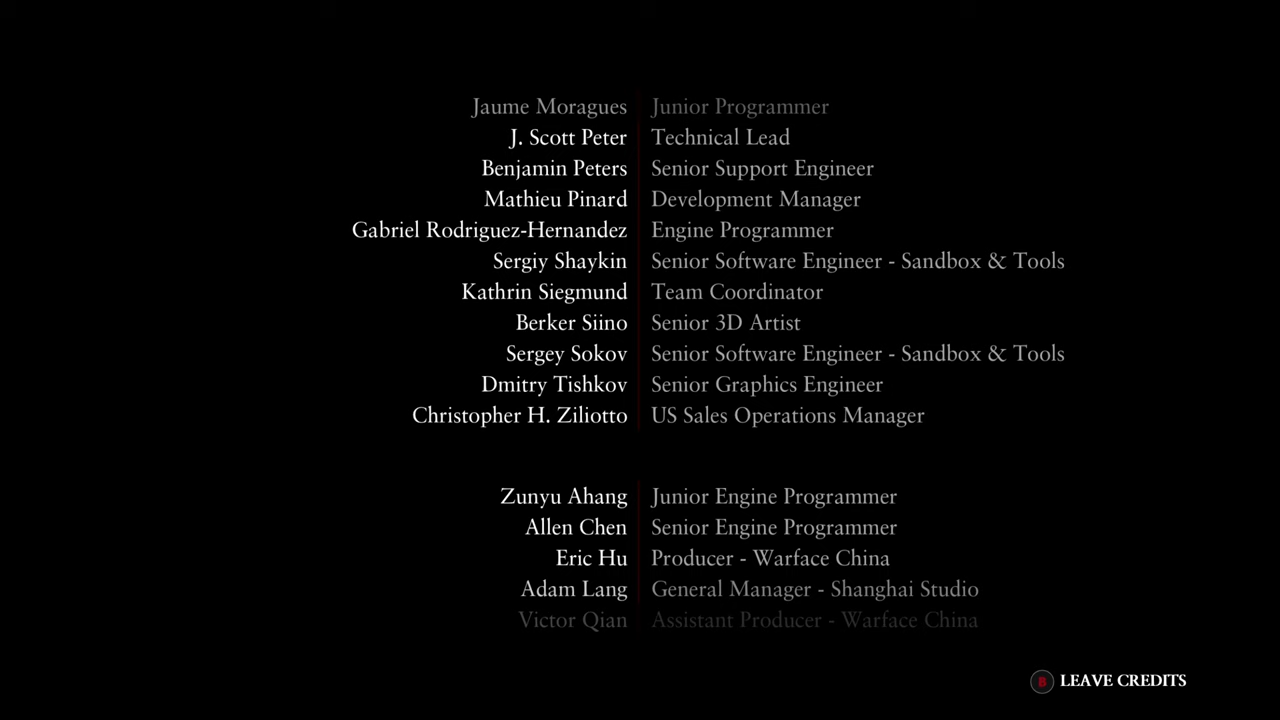 Jaume Moragues Junior Programmer
J. Scott Peter Technical Lead
Benjamin Peters Senior Support Engineer
Mathieu Pinard Development Manager
Gabriel Rodriguez-Hernandez Engine Programmer
Sergiy Shaykin Senior Software Engineer - Sandbox & Tools
Kathrin Siegmund Team Coordinator
Berker Siino Senior 3D Artist
Sergey Sokov Senior Software Engineer - Sandbox & Tools
Dmitry Tishkov Senior Graphics Engineer
Christopher H. Ziliotto US Sales Operations Manager
Zunyu Ahang Junior Engine Programmer
Allen Chen Senior Engine Programmer
Eric Hu Producer - Warface China
Adam Lang General Manager - Shanghai Studio
Victor Qian Assistant Producer - Warface China
B LEAVE CREDITS